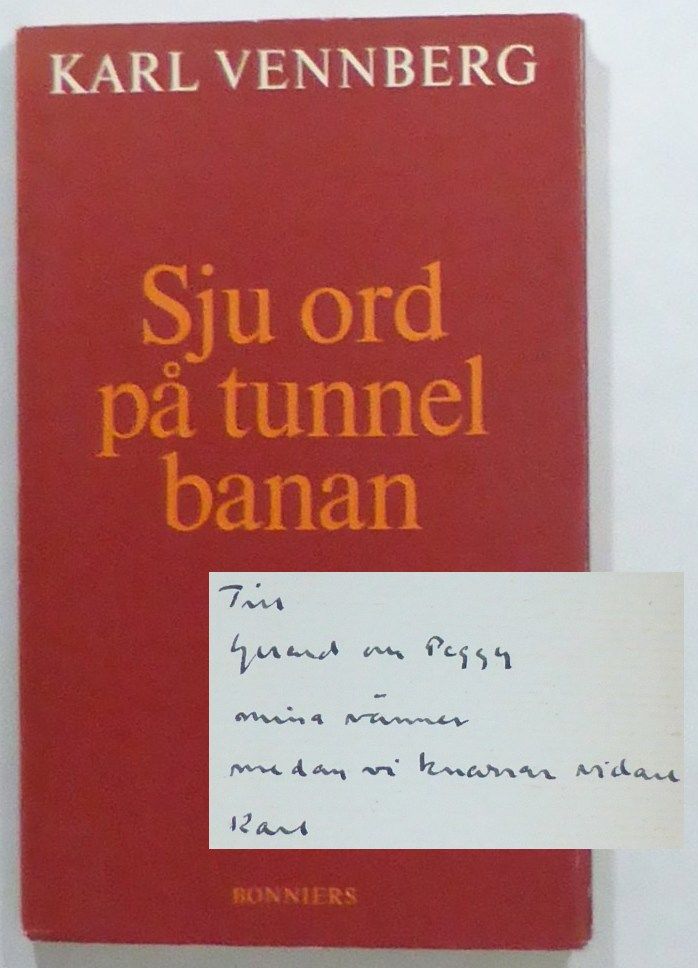 KARL VENNBERG
Sju ord
på tunnel
banan
Till
Gerard och Peggy
mina vänner
medan vi knarrar vidare
Karl
BONNIERS